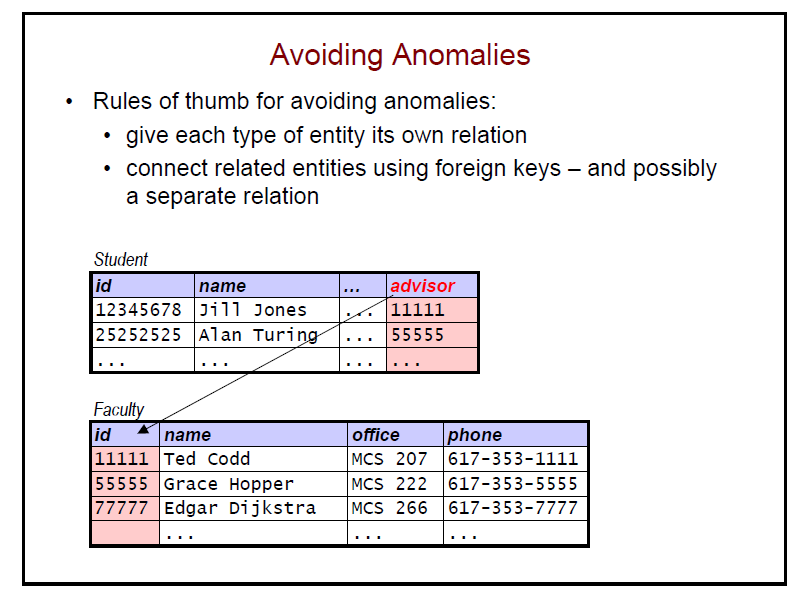 Avoiding Anomalies
• Rules of thumb for avoiding anomalies:
• give each type of entity its own relation
• connect related entities using foreign keys – and possibly
a separate relation
Student
id name ... advisor
12345678 Jill Jones ... 11111
25252525 Alan Turing ... 55555
... ... ... ...
Faculty
id name office phone
11111 Ted Codd MCS 207 617-353-1111
55555 Grace Hopper MCS 222 617-353-5555
77777 Edgar Dijkstra MCS 266 617-353-7777
... ... ...